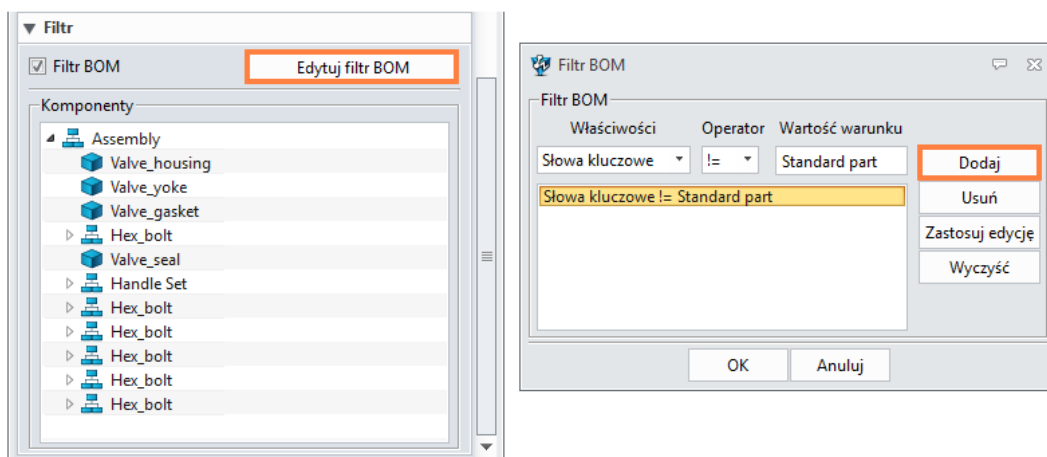 Filtr
Filtr BOM
Edytuj filtr BOM
Komponenty
Assembly
Valve_housing
Valve_yoke
Valve_gasket
Hex_bolt
Valve_seal
Handle Set
Hex_bolt
Hex_bolt
Hex_bolt
Hex_bolt
Hex_bolt
Filtr BOM
Filtr BOM
Właściwości Operator Wartość warunku
Słowa kluczowe != Standard part Dodaj
Słowa kluczowe != Standard part
Usuń
Zastosuj edycję
Wyczyść
OK Anuluj